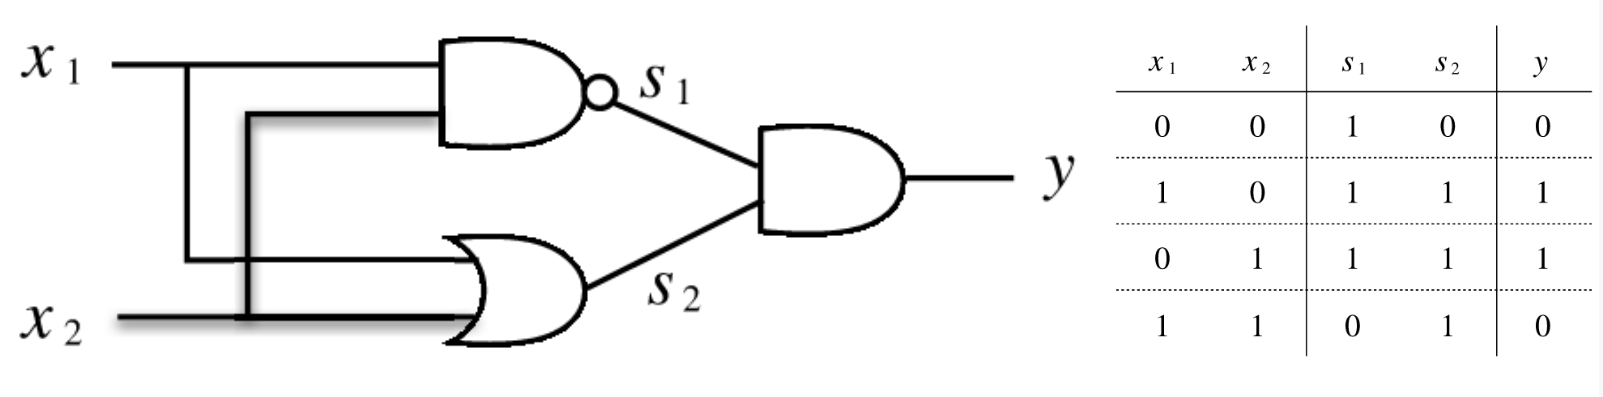 x1
s1
y
s2
x2
x1 x2 s1 s2 y
0 0 1 0 0
1 0 1 1 1
0 1 1 1 1
1 1 0 1 0